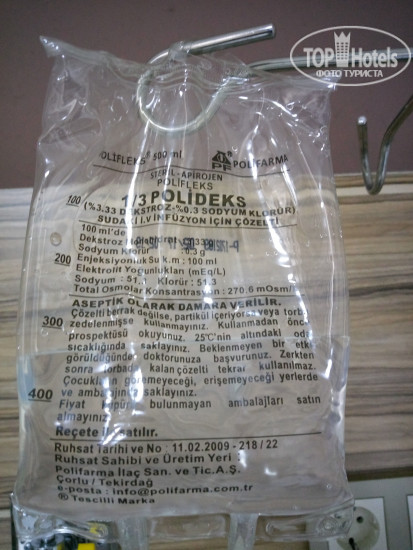 TOP Hotels
ФОТО ТУРИСТА
POLİFLEKS® 500 ml
PF POLIFARMA
STERİL - APİROJEN
POLİFLEKS
1/3 POLİDEKS
100 (%3.33 DEKSTROZ-%0.3 SODYUM KLORÜR)
SUDAKİ I.V İNFÜZYON İÇİN ÇÖZELTİ
100 ml'de
Dekstroz
Sodyum Klorür
200 Enjeksiyonluk Su k.m : 100 ml
Elektrolit Yoğunlukları (mEq/L)
Sodyum : 51. Klorür : 51.3
Total Osmolar Konsantrasyon : 270.6 mOsm/
ASEPTİK OLARAK DAMARA VERİLİR.
Çözelti berrak değilse, partikül içeriyorsa veya torba
300 zedelenmişse kullanmayınız. Kullanmadan önce
prospektüsü okuyunuz. 25°C'nin altındaki oda
sıcaklığında saklayınız. Beklenmeyen bir etki
görüldüğünde doktorunuza başvurunuz. Zerkten
sonra torbada kalan çözelti tekrar kullanılmaz.
Çocukların göremeyeceği, erişemeyeceği yerlerde
400 ve ambalajında saklayınız.
Fiyat küpürü bulunmayan ambalajları satın
almayınız.
Reçete ile satılır.
Ruhsat Tarihi ve No : 11.02.2009 - 218 / 22
Ruhsat Sahibi ve Üretim Yeri :
Polifarma İlaç San. ve Tic.A.Ş.
Çorlu / Tekirdağ
e-posta : info@polifarma.com.tr
® Tescilli Marka